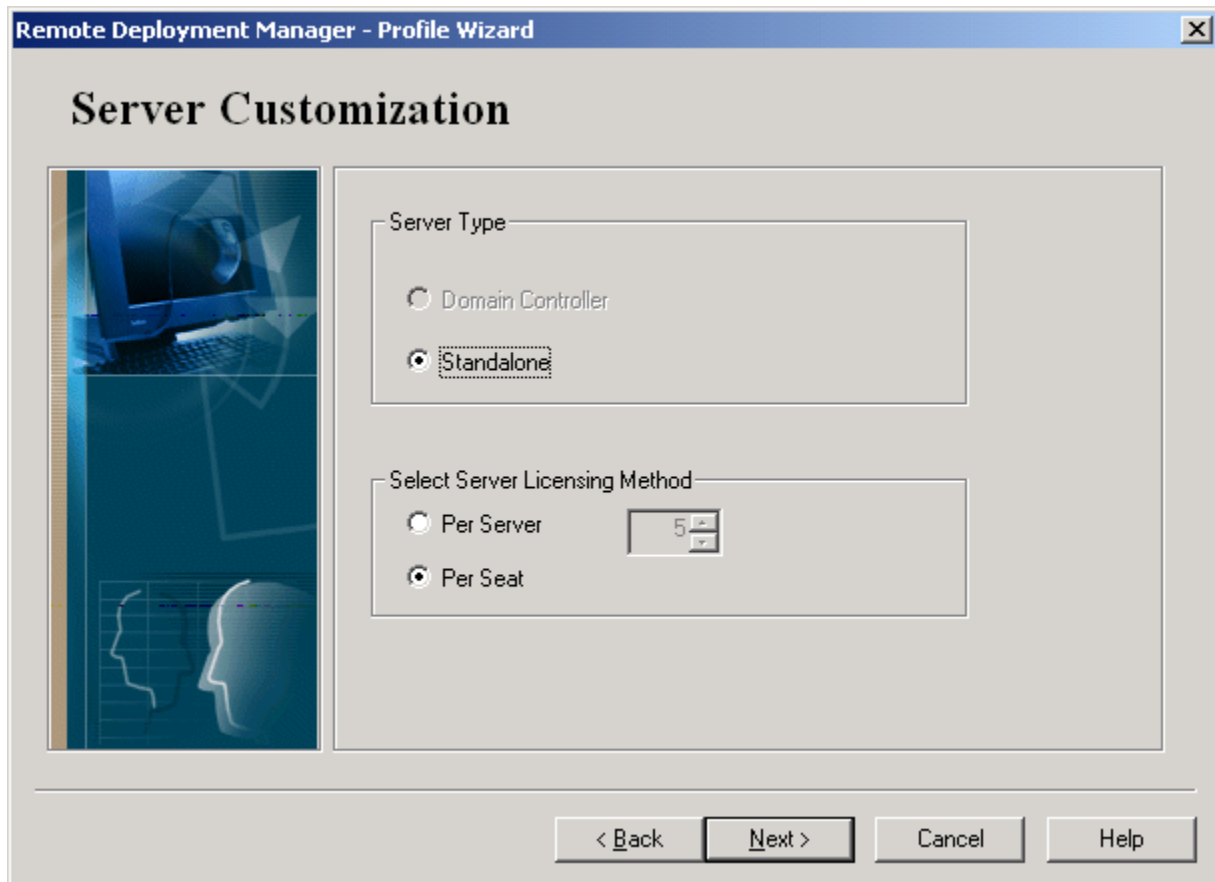 Remote Deployment Manager - Profile Wizard
Server Customization
Server Type
Domain Controller
Standalone
Select Server Licensing Method
Per Server 5
Per Seat
< Back Next > Cancel Help